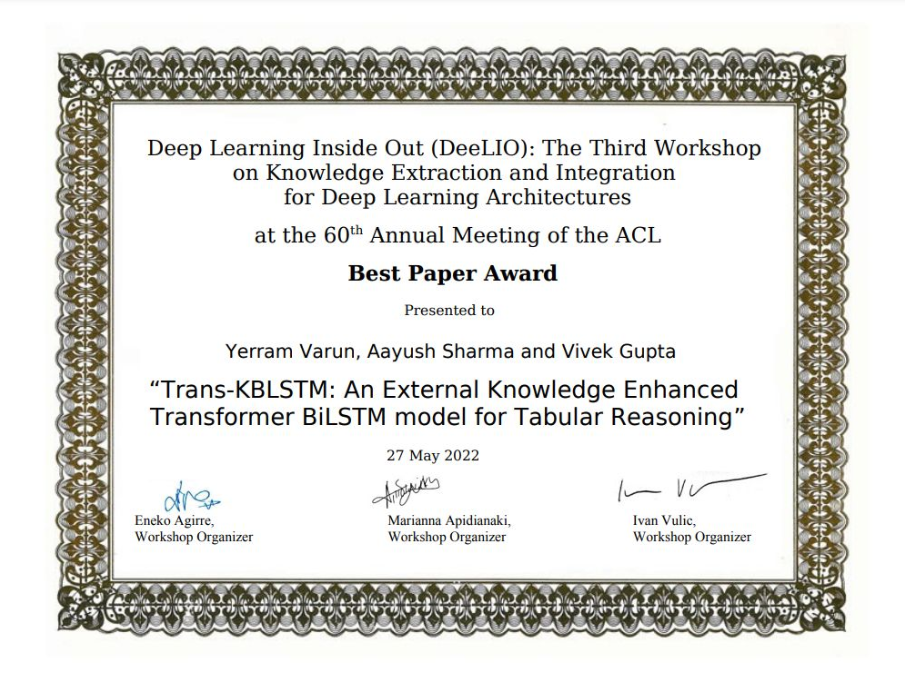 Deep Learning Inside Out (DeeLIO): The Third Workshop
on Knowledge Extraction and Integration
for Deep Learning Architectures
at the 60th Annual Meeting of the ACL
Best Paper Award
Presented to
Yerram Varun, Aayush Sharma and Vivek Gupta
“Trans-KBLSTM: An External Knowledge Enhanced
Transformer BiLSTM model for Tabular Reasoning”
27 May 2022
Eneko Agirre,
Workshop Organizer
Marianna Apidianaki,
Workshop Organizer
Ivan Vulic,
Workshop Organizer